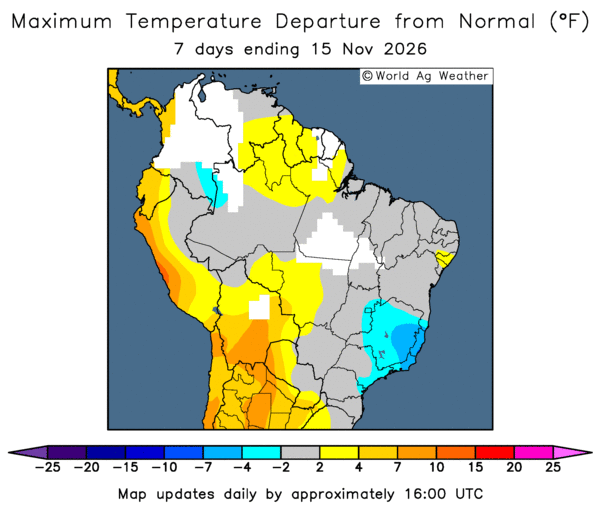 Maximum Temperature Departure from Normal (°F)
7 days ending 15 Nov 2026
©World Ag Weather
-25 -20 -15 -10 -7 -4 -2 2 4 7 10 15 20 25
Map updates daily by approximately 16:00 UTC